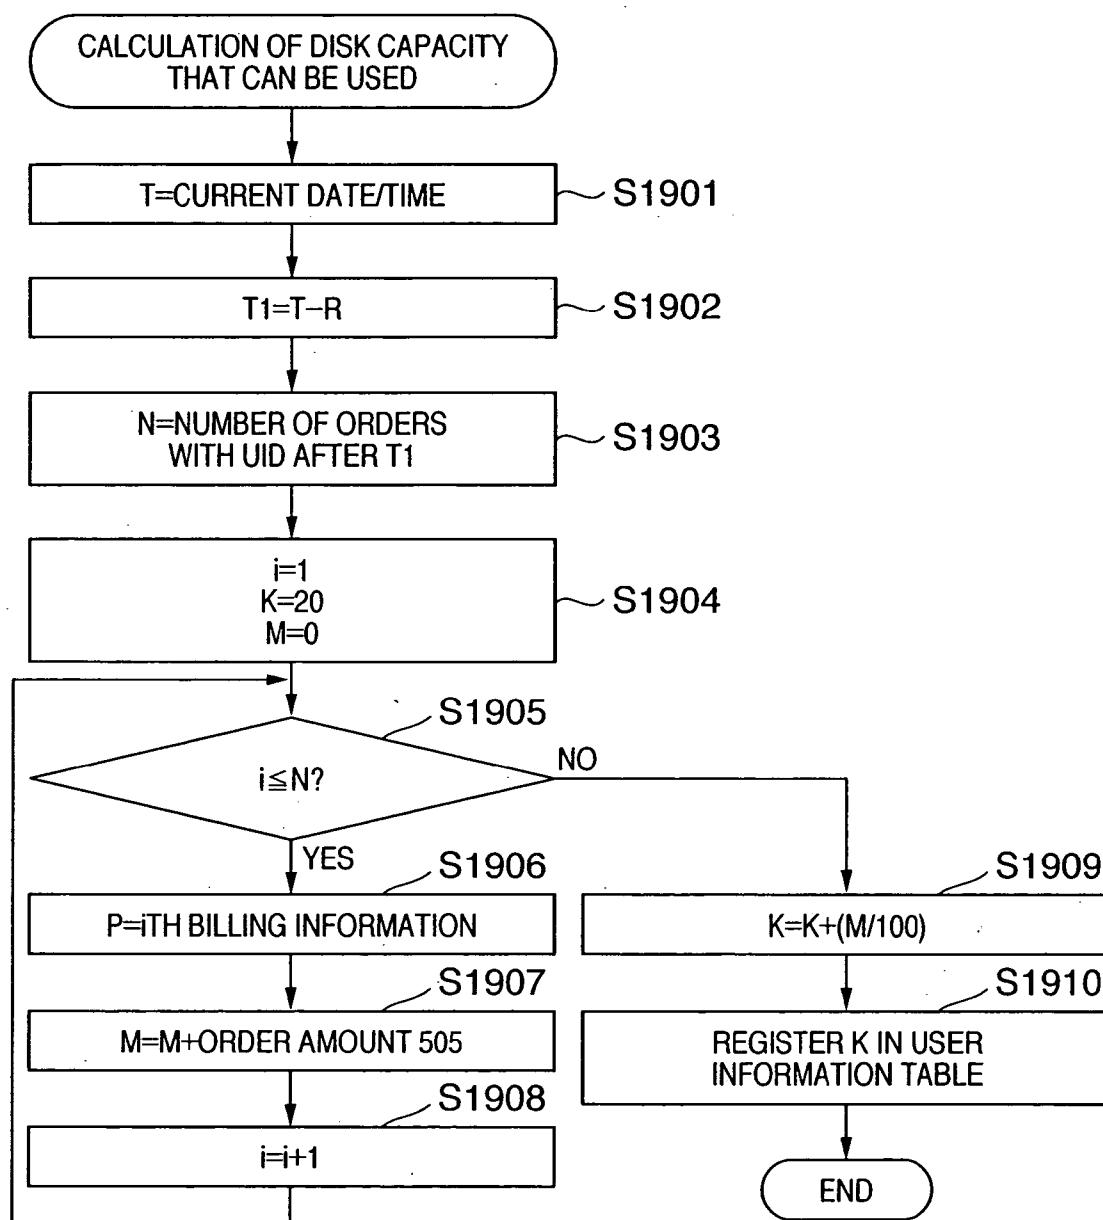 CALCULATION OF DISK CAPACITY
THAT CAN BE USED
T=CURRENT DATE/TIME
S1901
T1=T−R
S1902
N=NUMBER OF ORDERS
WITH UID AFTER T1
S1903
i=1
K=20
M=0
S1904
S1905
i≦N?
NO
YES
S1906
P=iTH BILLING INFORMATION
S1907
M=M+ORDER AMOUNT 505
S1908
i=i+1
S1909
K=K+(M/100)
S1910
REGISTER K IN USER
INFORMATION TABLE
END